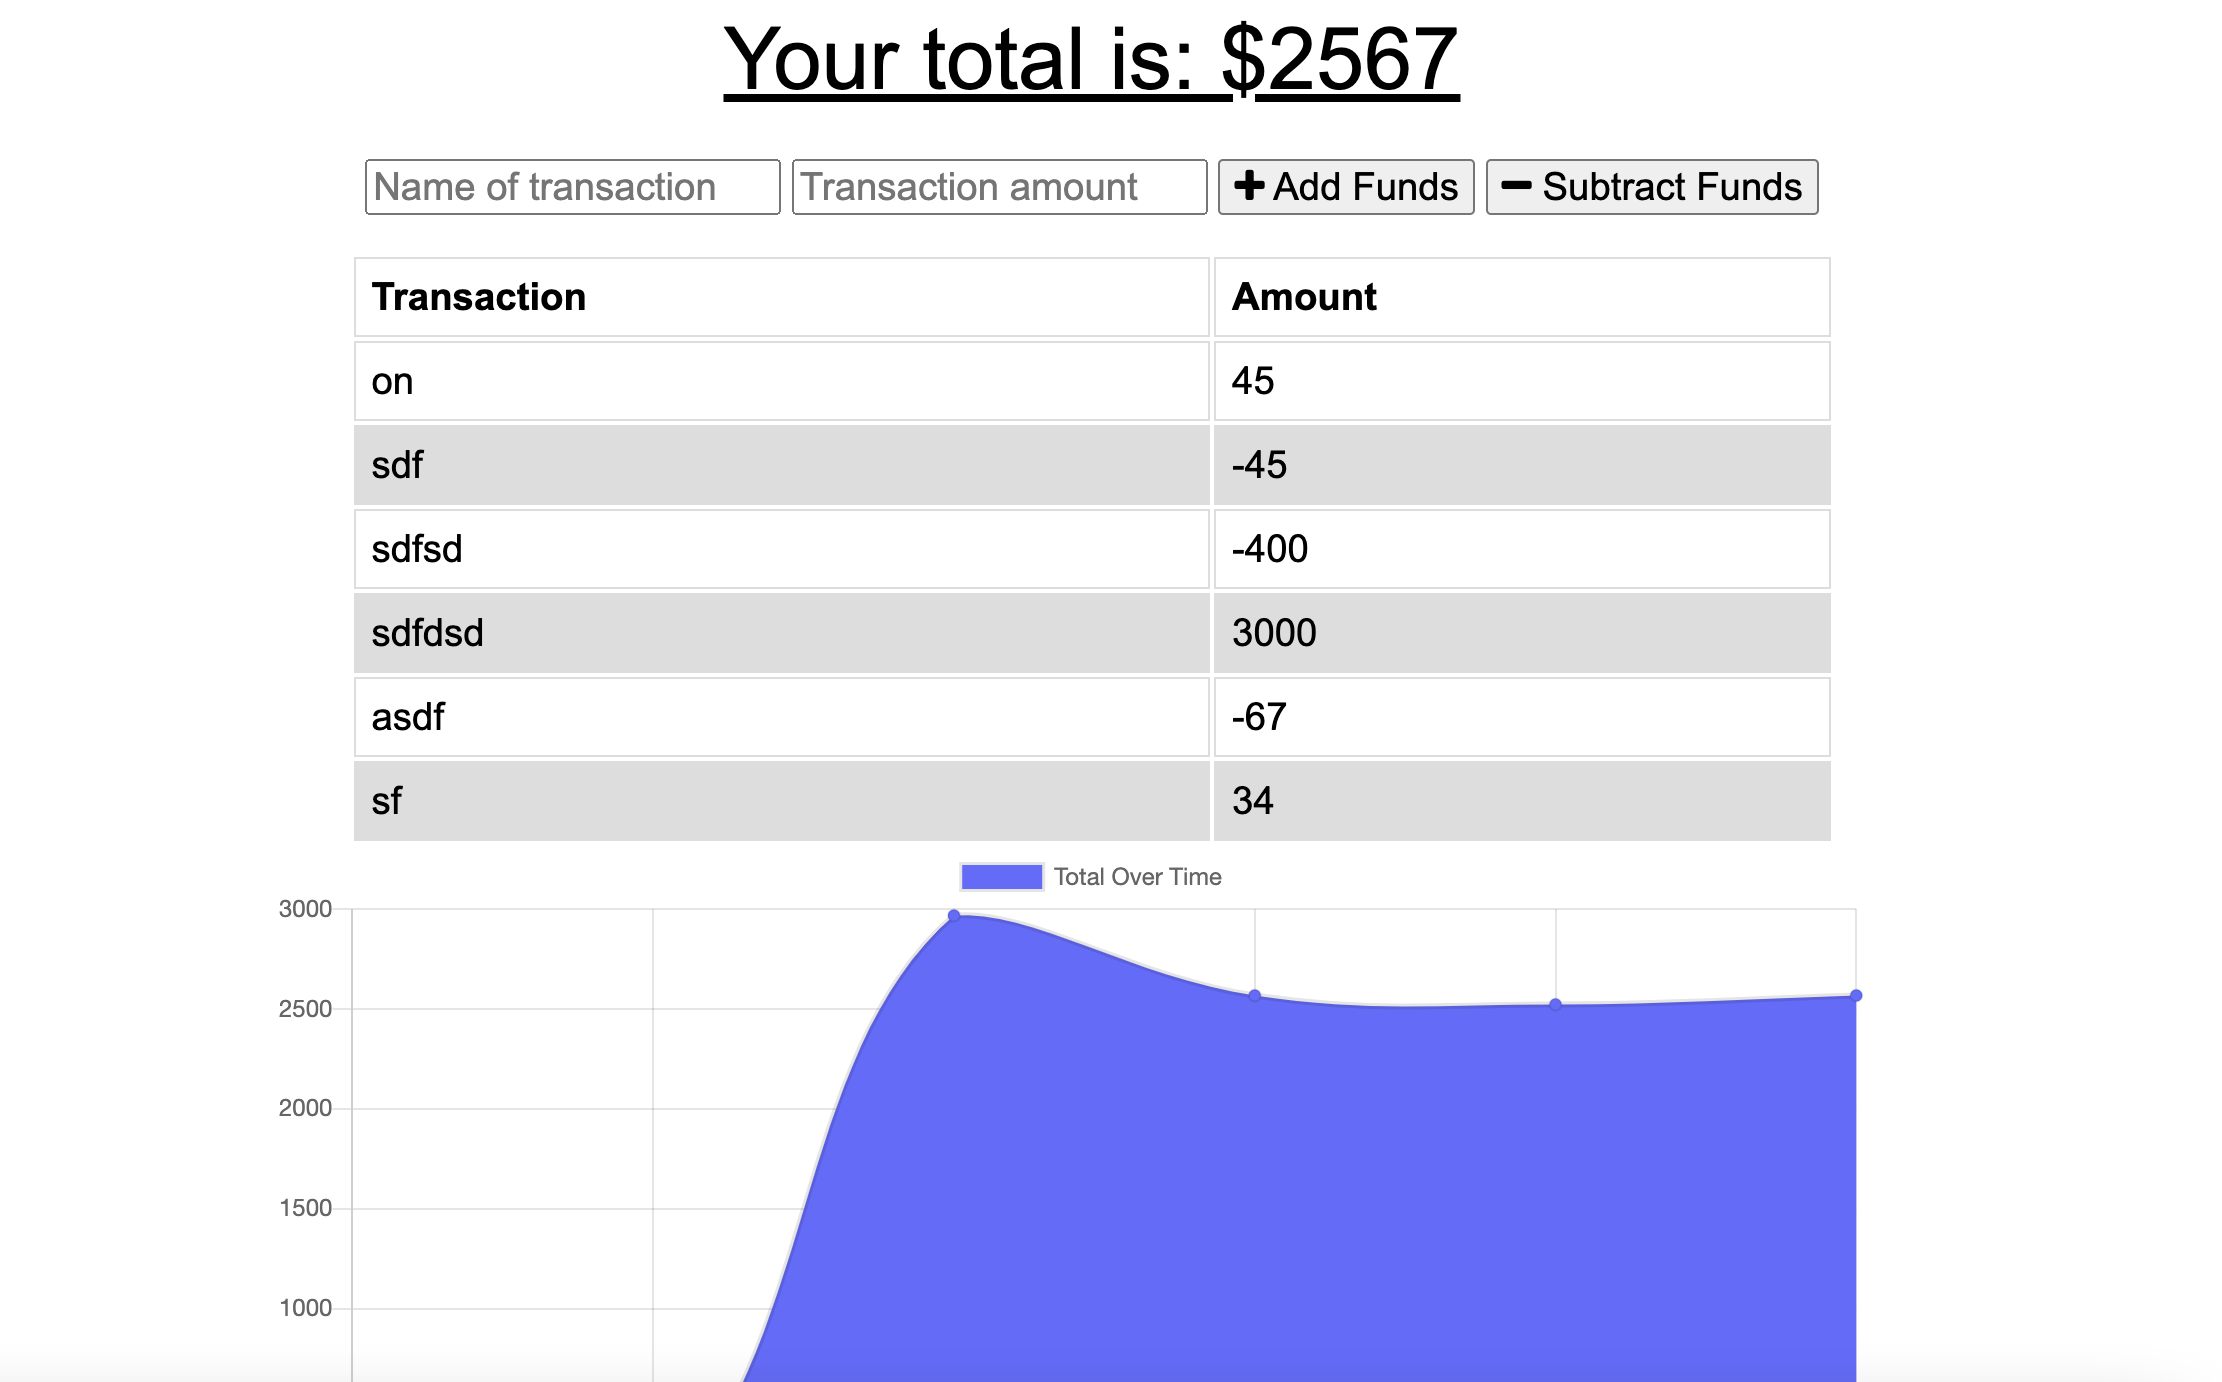 Your total is: $2567
Name of transaction Transaction amount Add Funds Subtract Funds
Transaction Amount
on 45
sdf -45
sdfsd -400
sdfdsd 3000
asdf -67
sf 34
Total Over Time
3000
2500
2000
1500
1000